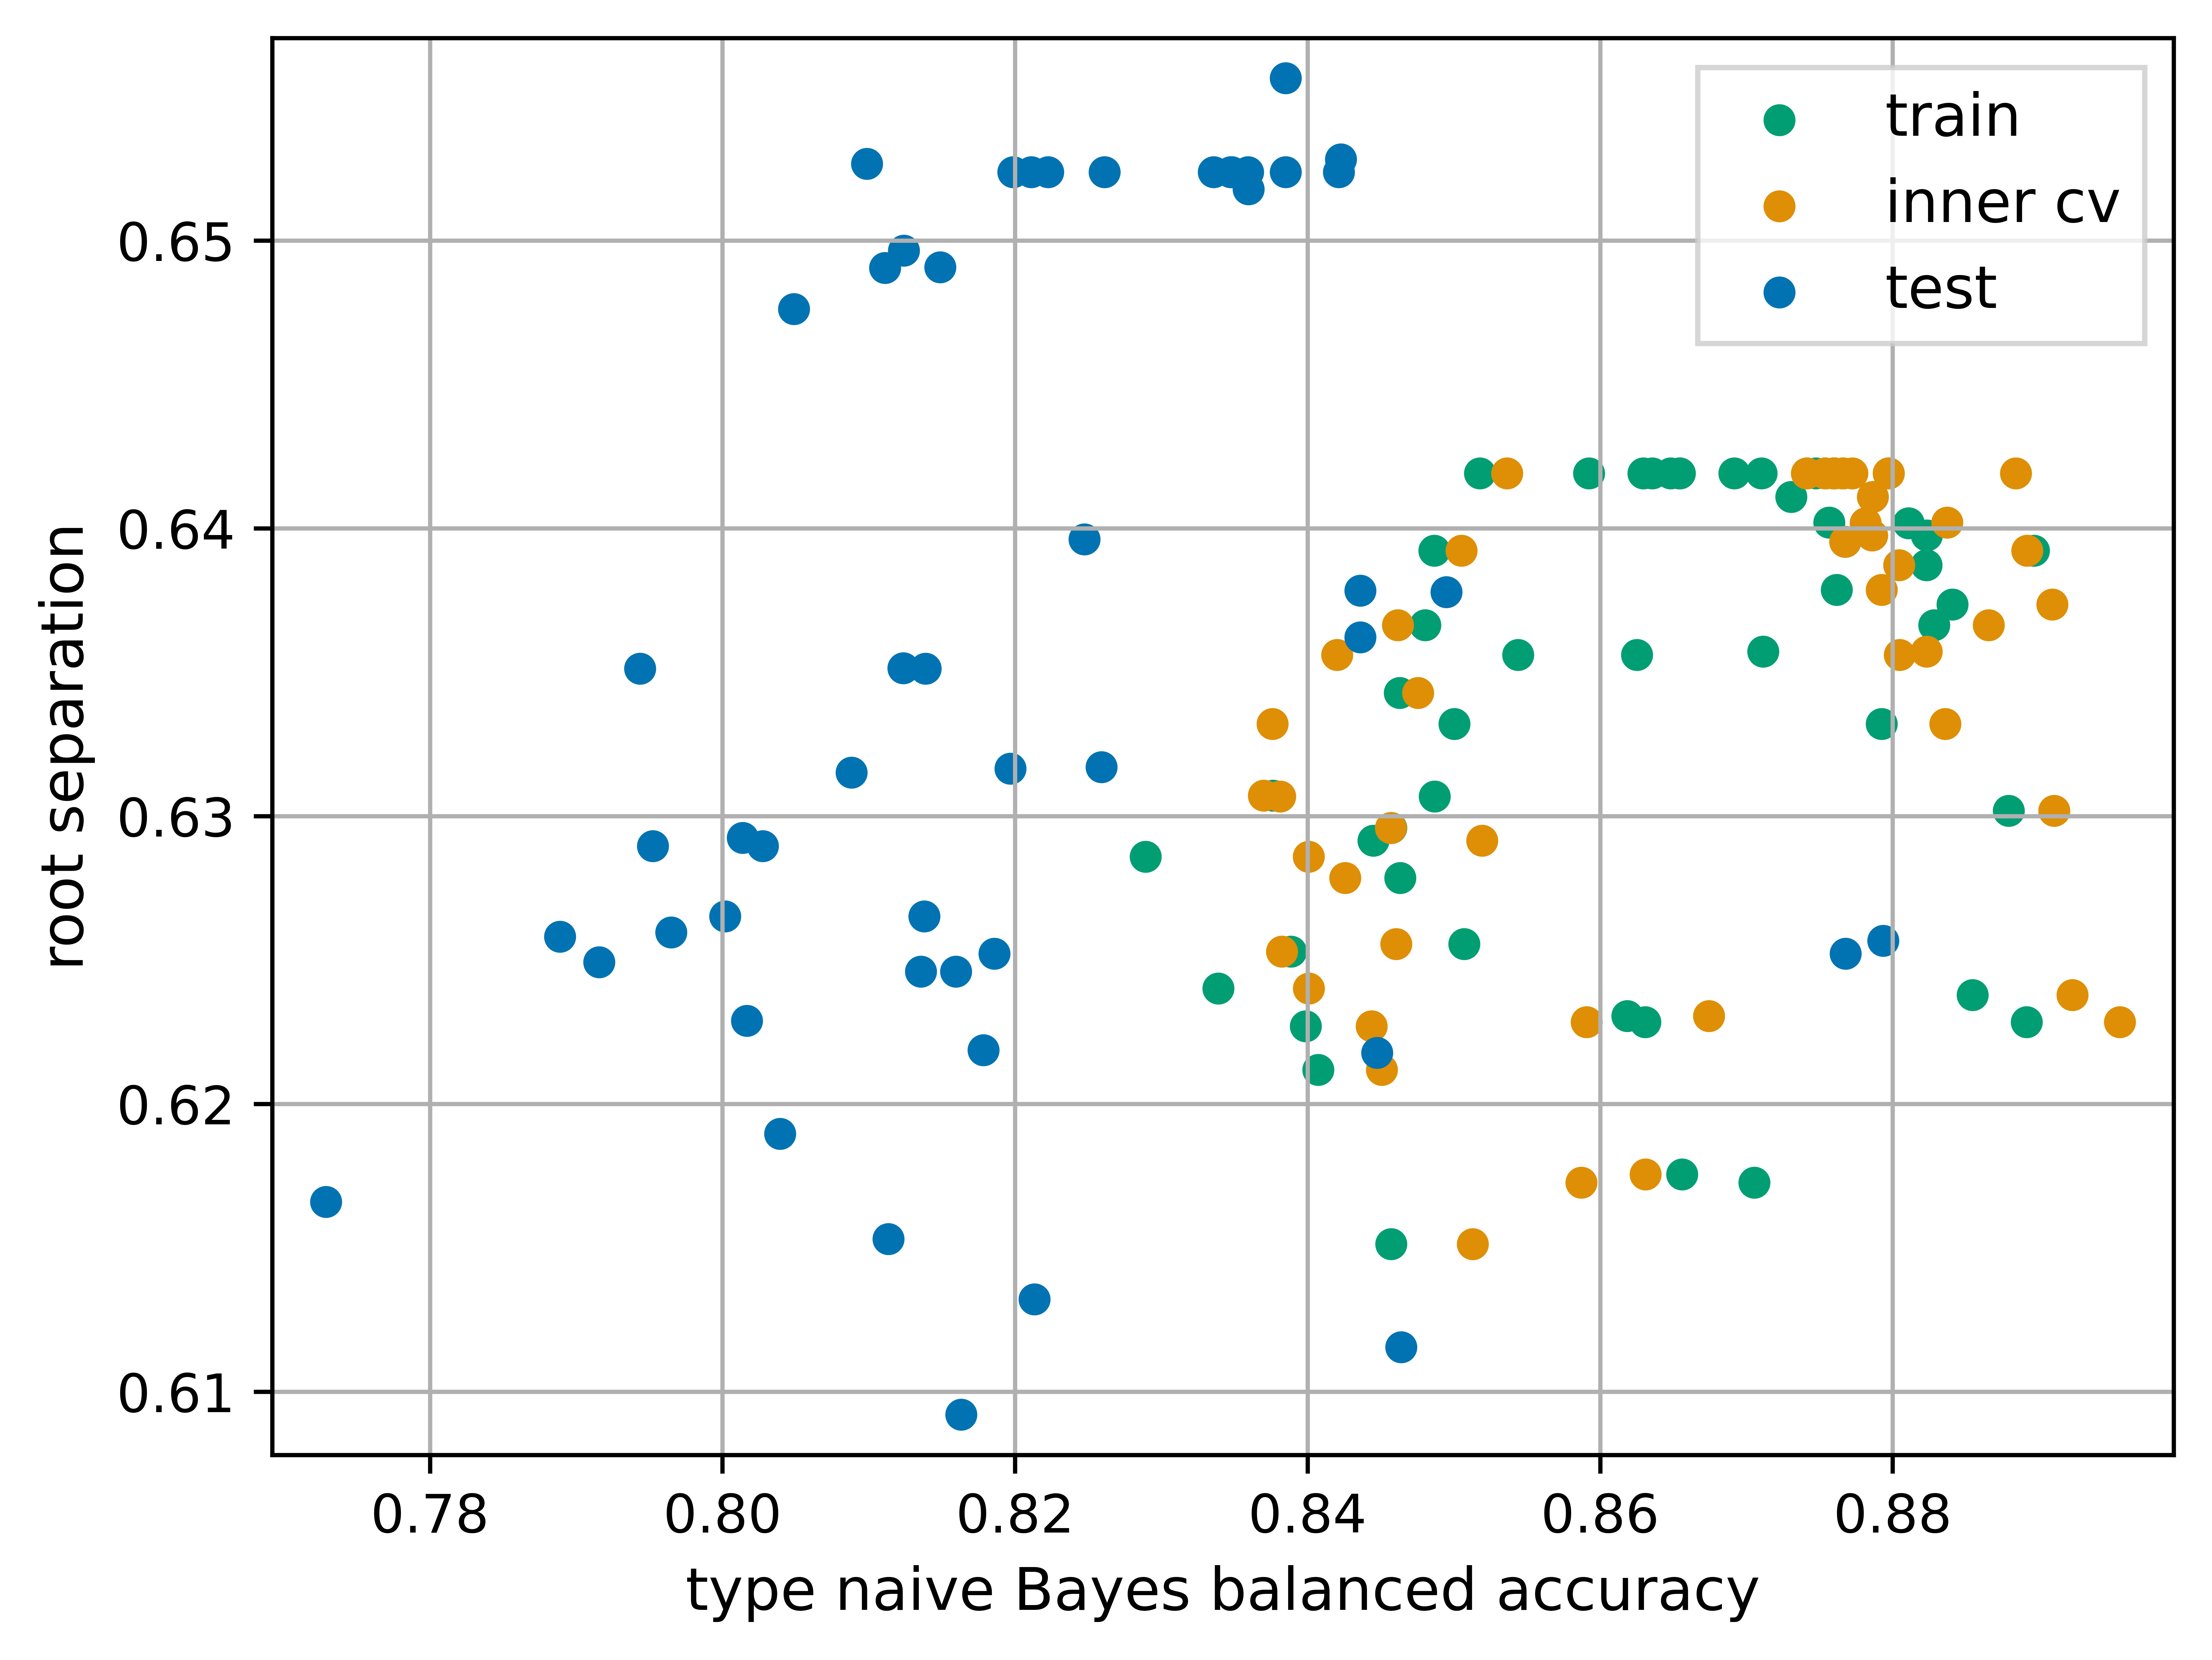 train
inner cv
test
root separation
0.65
0.64
0.63
0.62
0.61
0.78 0.80 0.82 0.84 0.86 0.88
type naive Bayes balanced accuracy